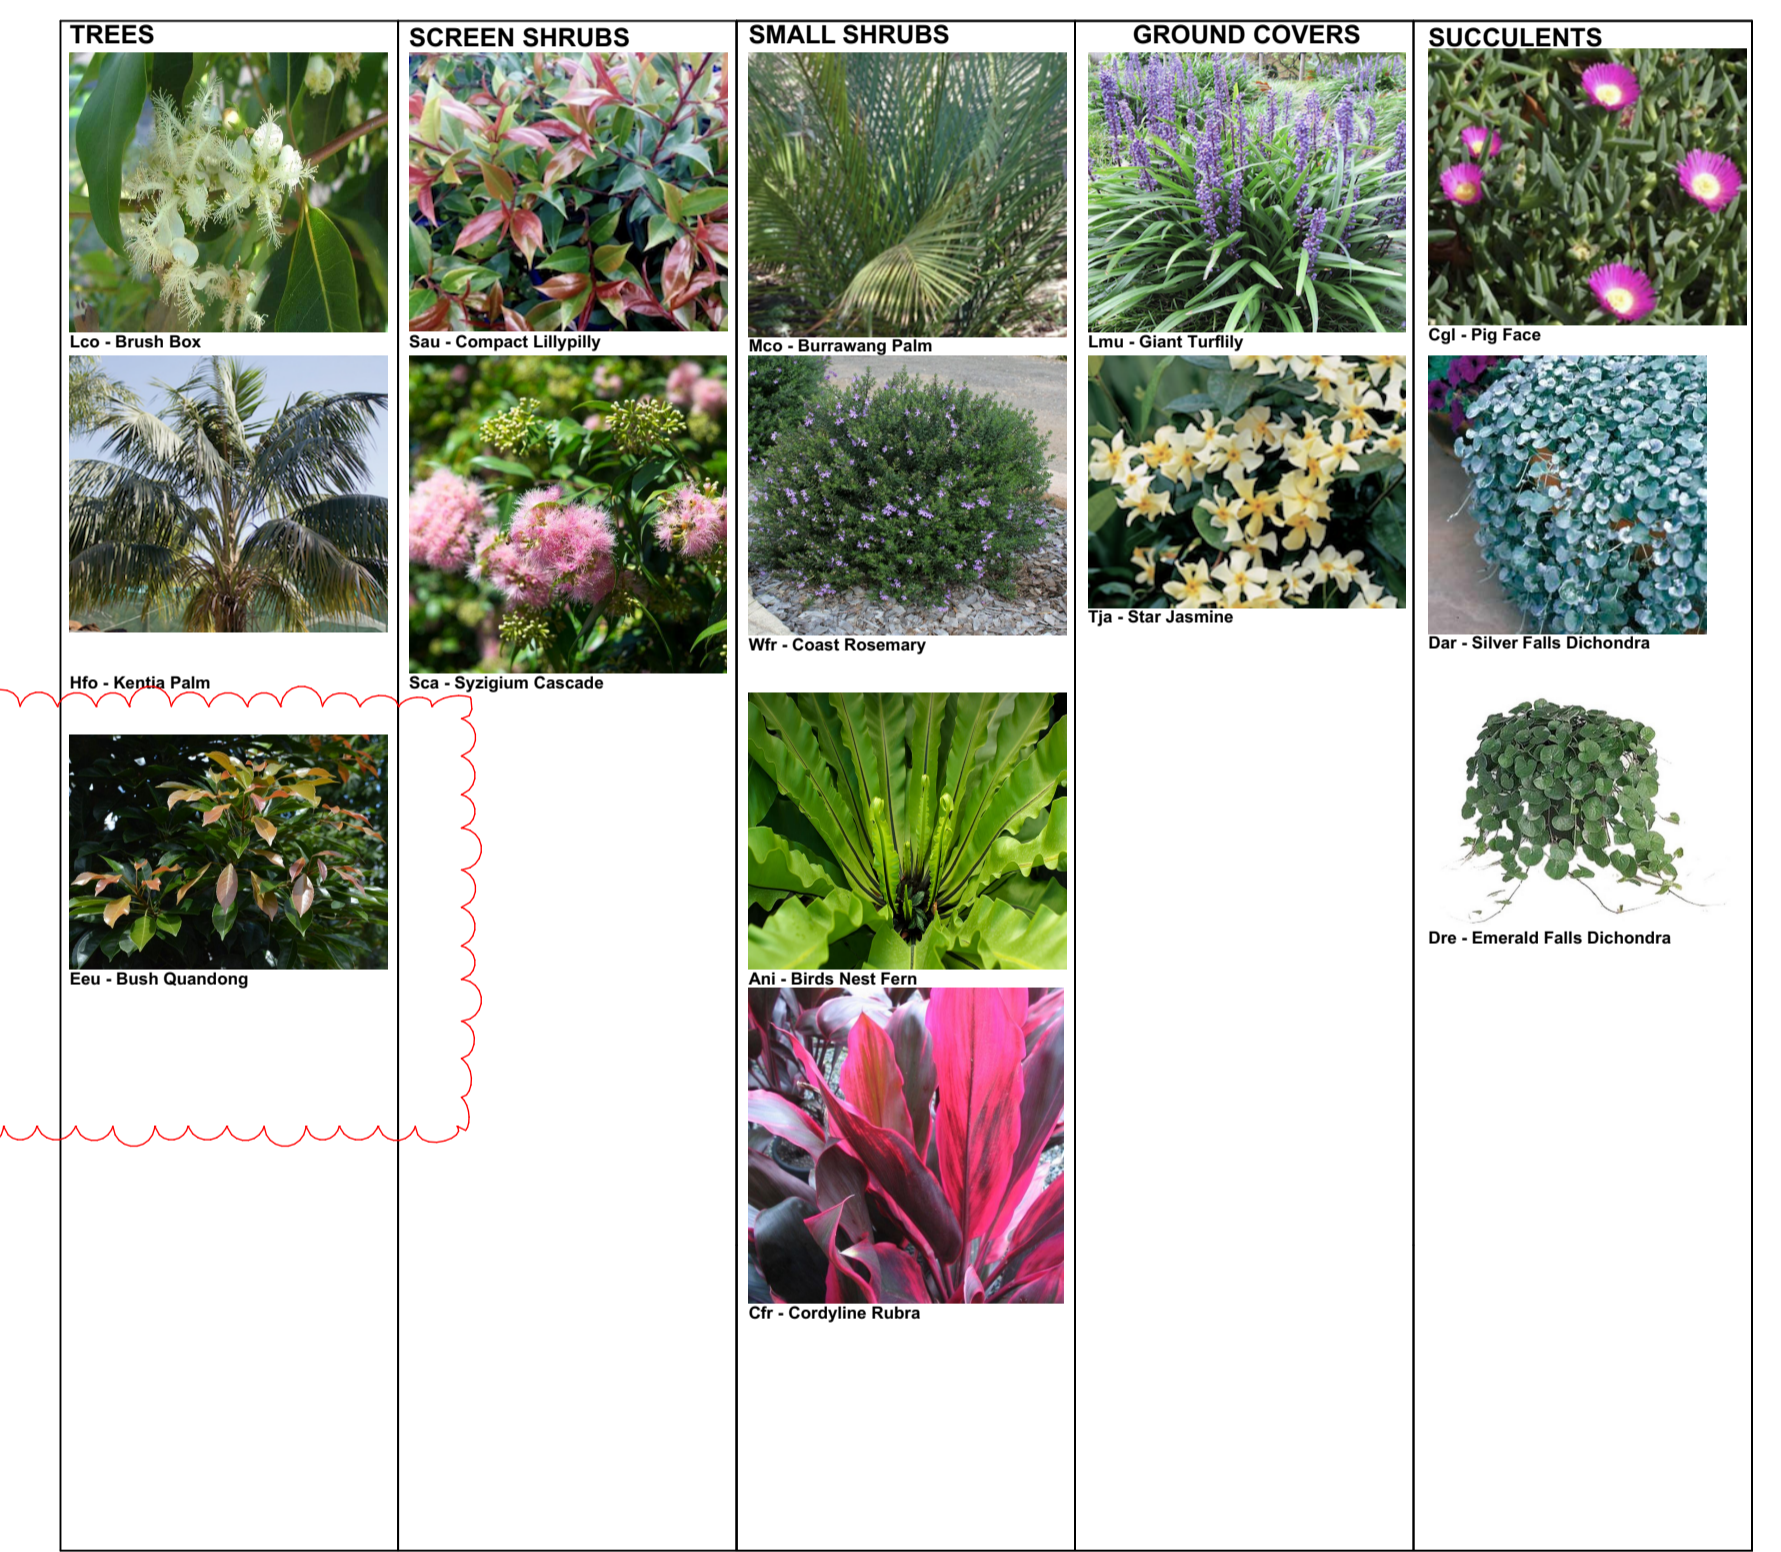 TREES
Lco - Brush Box
Hfo - Kentia Palm
Eeu - Bush Quandong
SCREEN SHRUBS
Sau - Compact Lillypilly
Sca - Syzigium Cascade
SMALL SHRUBS
Mco - Burrawang Palm
Wfr - Coast Rosemary
Ani - Birds Nest Fern
Cfr - Cordyline Rubra
GROUND COVERS
Lmu - Giant Turflily
Tja - Star Jasmine
SUCCULENTS
Cgl - Pig Face
Dar - Silver Falls Dichondra
Dre - Emerald Falls Dichondra